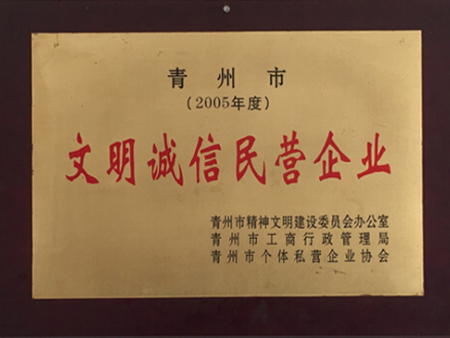 青州市
（2005年度）
文明诚信民营企业
青州市精神文明建设委员会办公室
青州市工商行政管理局
青州市个体私营企业协会